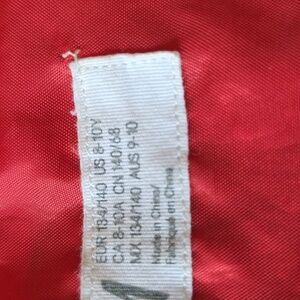 EUR 134/140 US 8-10Y
CA 8-10A CN 140/68
MX 134/140 AUS 9-10
Made in China/
Fabriqué en Chine